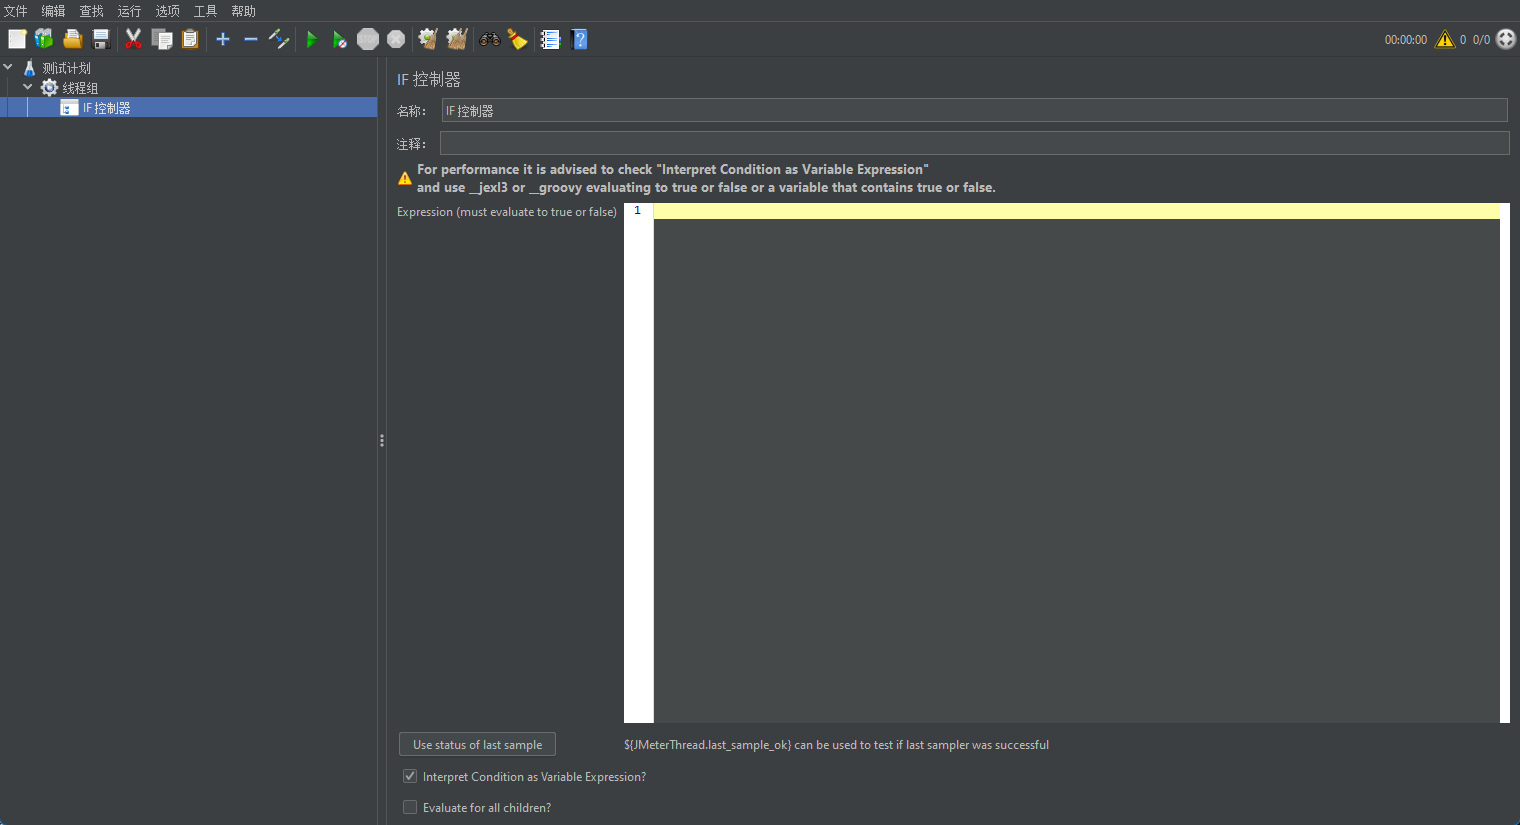 文件 编辑 查找 运行 选项 工具 帮助
STOP
00:00:00 0 0/0
测试计划
线程组
IF 控制器
IF 控制器
名称： IF 控制器
注释：
For performance it is advised to check "Interpret Condition as Variable Expression"
and use __jexl3 or __groovy evaluating to true or false or a variable that contains true or false.
Expression (must evaluate to true or false) 1
Use status of last sample ${JMeterThread.last_sample_ok} can be used to test if last sampler was successful
Interpret Condition as Variable Expression?
Evaluate for all children?